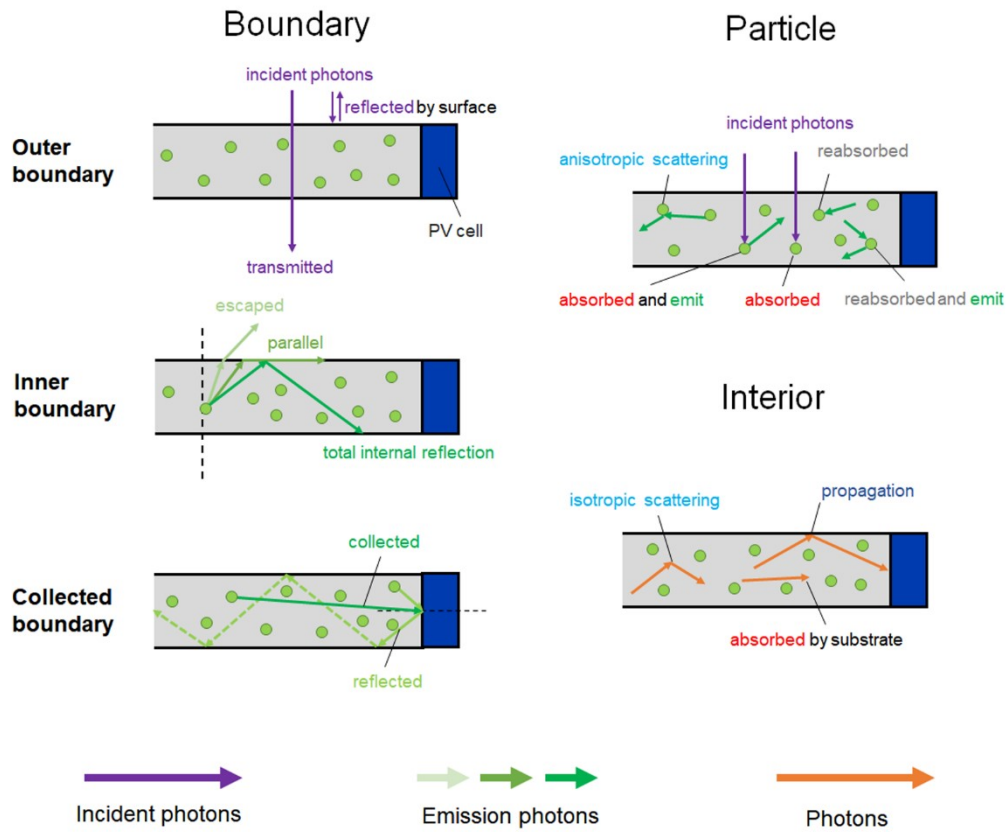 Boundary
incident photons
reflected by surface
Outer
boundary
PV cell
transmitted
escaped
parallel
Inner
boundary
total internal reflection
collected
Collected
boundary
reflected
Particle
incident photons
anisotropic scattering
reabsorbed
absorbed and emit
absorbed
reabsorbed and emit
Interior
isotropic scattering
propagation
absorbed by substrate
Incident photons
Emission photons
Photons